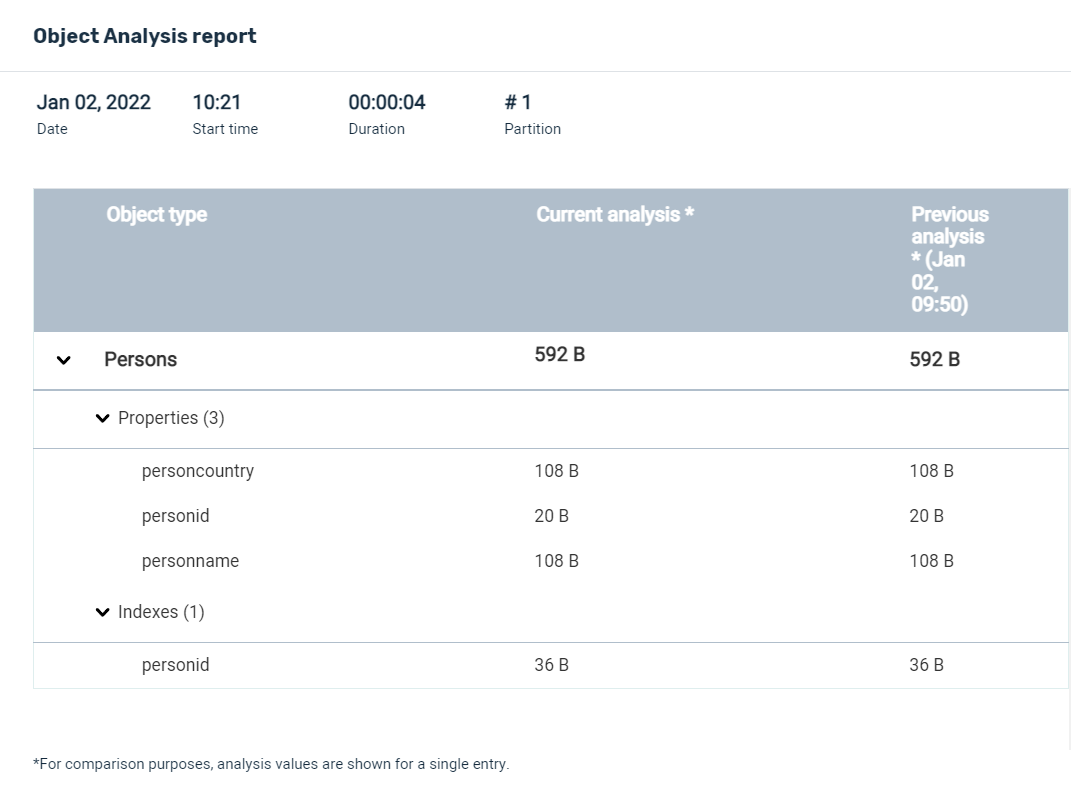 Object Analysis report
Jan 02, 2022 10:21 00:00:04 # 1
Date Start time Duration Partition
Object type Current analysis * Previous
analysis
* (Jan
02,
09:50)
Persons 592 B 592 B
Properties (3)
personcountry 108 B 108 B
personid 20 B 20 B
personname 108 B 108 B
Indexes (1)
personid 36 B 36 B
*For comparison purposes, analysis values are shown for a single entry.